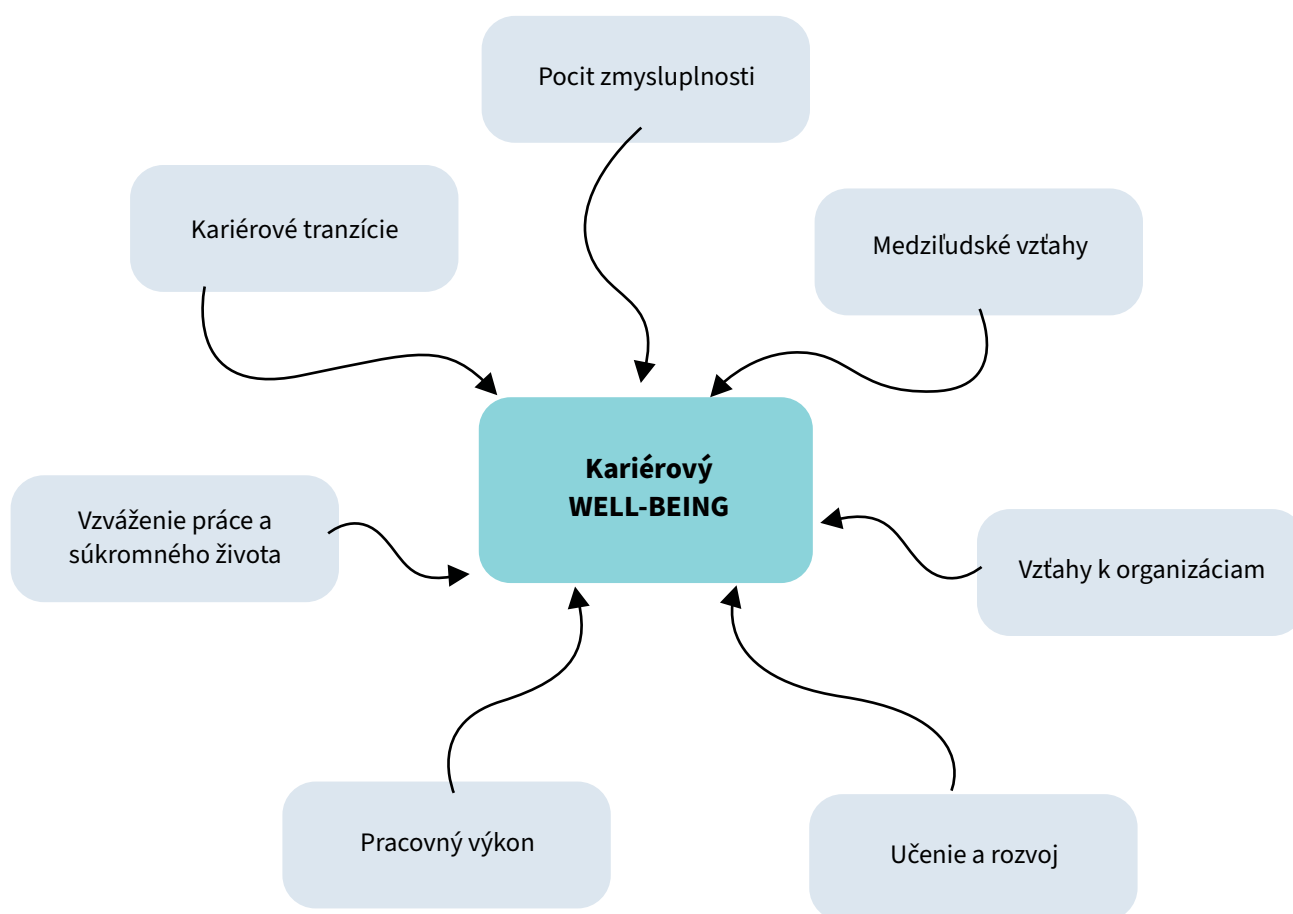 Pocit zmysluplnosti
Kariérové tranzície
Medziľudské vzťahy
Kariérový
WELL-BEING
Vzváženie práce a
súkromného života
Vzťahy k organizáciam
Pracovný výkon
Učenie a rozvoj